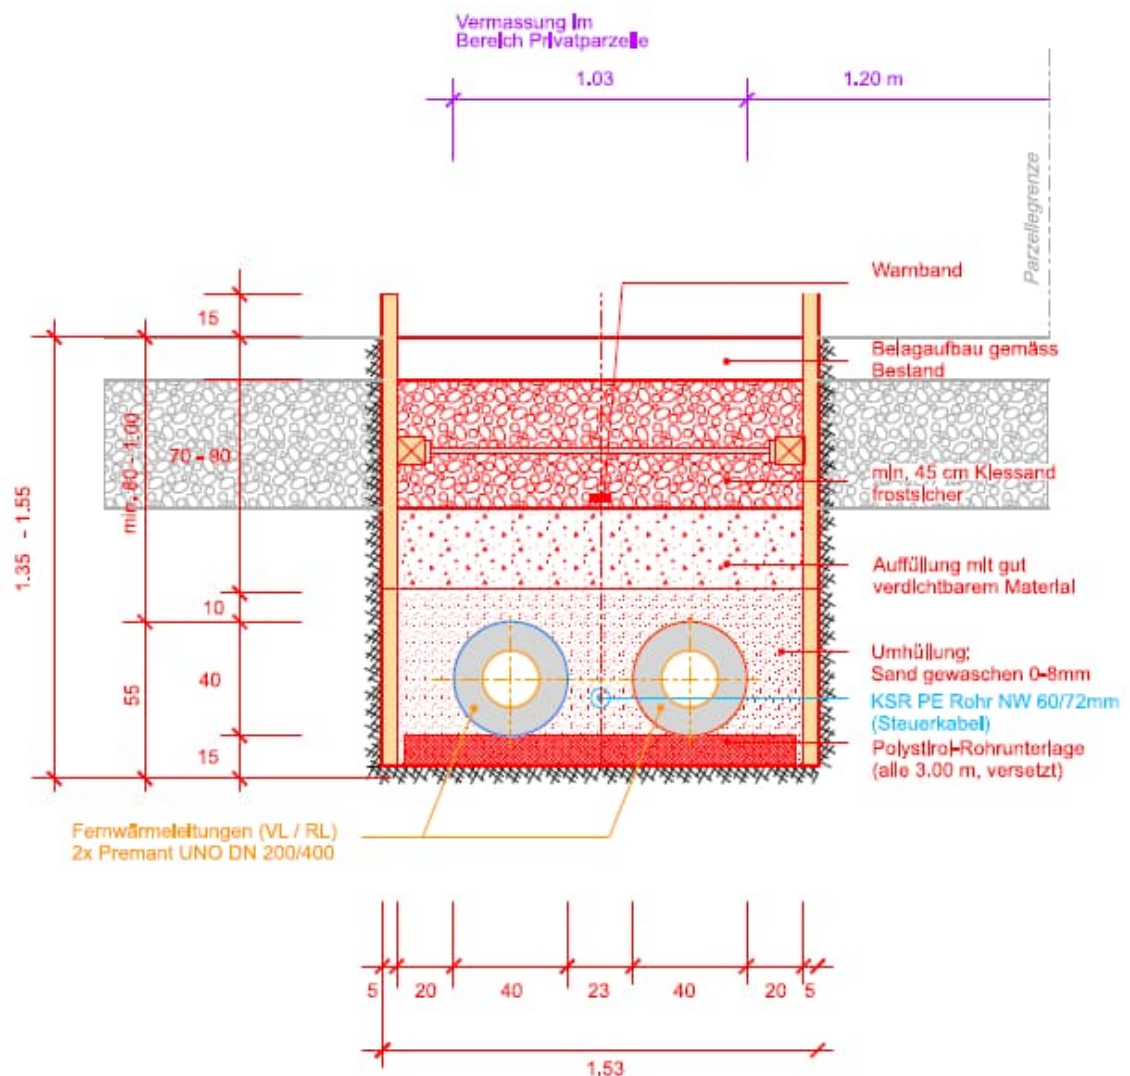 Vermassung im
Bereich Privatparzelle
1.03
1.20 m
Parzellegrenze
Warnband
15
Belagaufbau gemäss
Bestand
min. 80 - 1.00
70 - 90
1.35 - 1.55
min. 45 cm Kiessand
frostsicher
Auffüllung mit gut
verdichtbarem Material
10
Umhüllung:
Sand gewaschen 0-8mm
40
55
KSR PE Rohr NW 60/72mm
(Steuerkabel)
15
Polystirol-Rohrunterlage
(alle 3.00 m, versetzt)
Fernwärmeleitungen (VL / RL)
2x Premant UNO DN 200/400
5 20 40 23 40 20 5
1.53